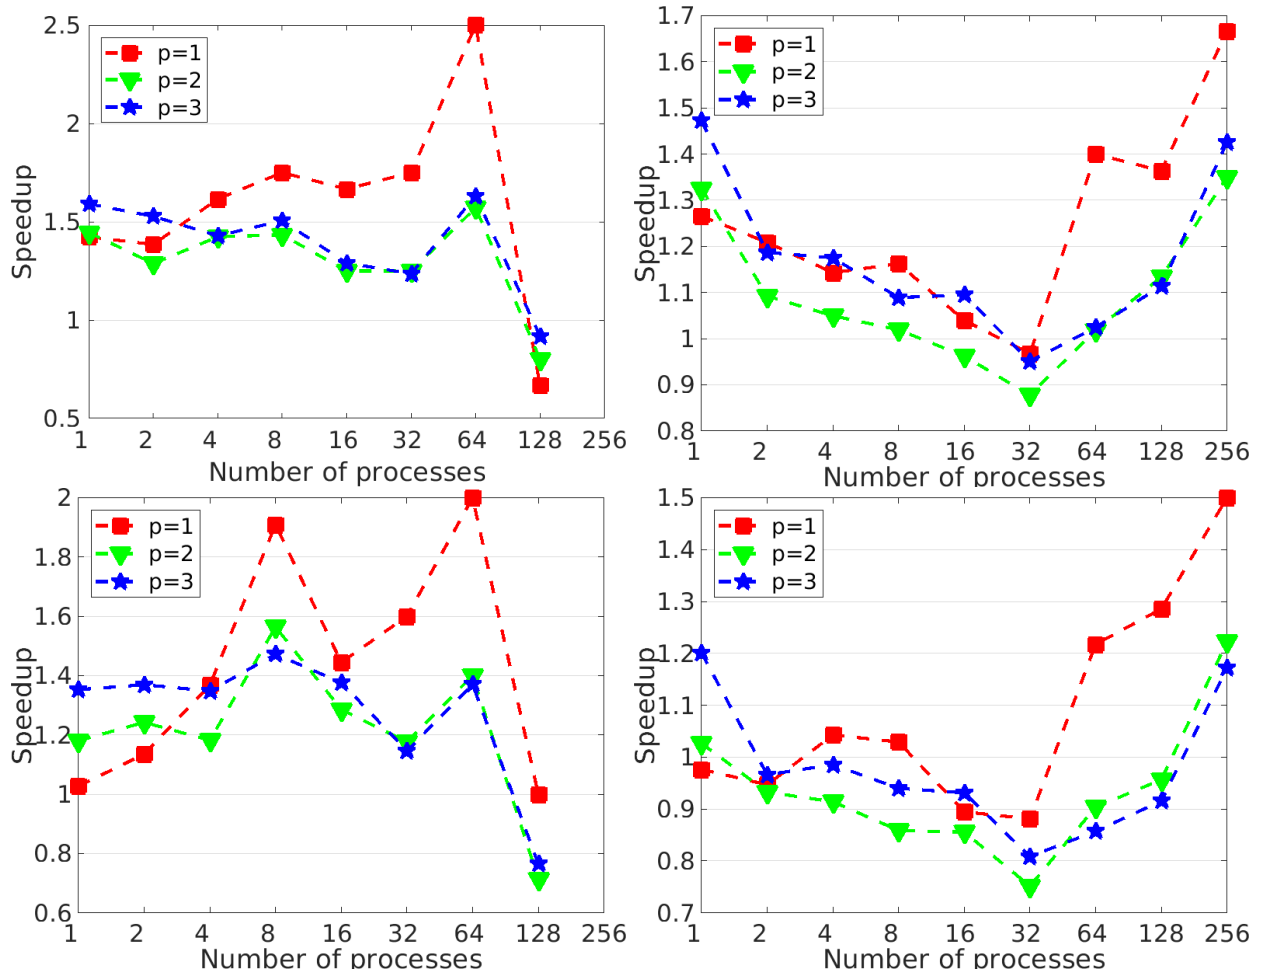 2.5
2
1.5
1
0.5
Speedup
p=1
p=2
p=3
1 2 4 8 16 32 64 128 256
Number of processes
1.7
1.6
1.5
1.4
1.3
1.2
1.1
1
0.9
0.8
Speedup
p=1
p=2
p=3
1 2 4 8 16 32 64 128 256
Number of processes
2
1.8
1.6
1.4
1.2
1
0.8
0.6
Speedup
p=1
p=2
p=3
1 2 4 8 16 32 64 128 256
Number of processes
1.5
1.4
1.3
1.2
1.1
1
0.9
0.8
0.7
Speedup
p=1
p=2
p=3
1 2 4 8 16 32 64 128 256
Number of processes